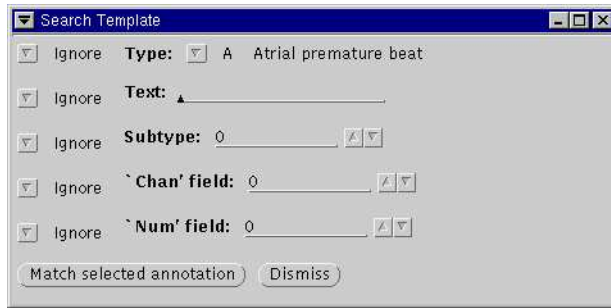 Search Template
Ignore Type: A Atrial premature beat
Ignore Text:
Ignore Subtype: 0
Ignore `Chan' field: 0
Ignore `Num' field: 0
Match selected annotation Dismiss